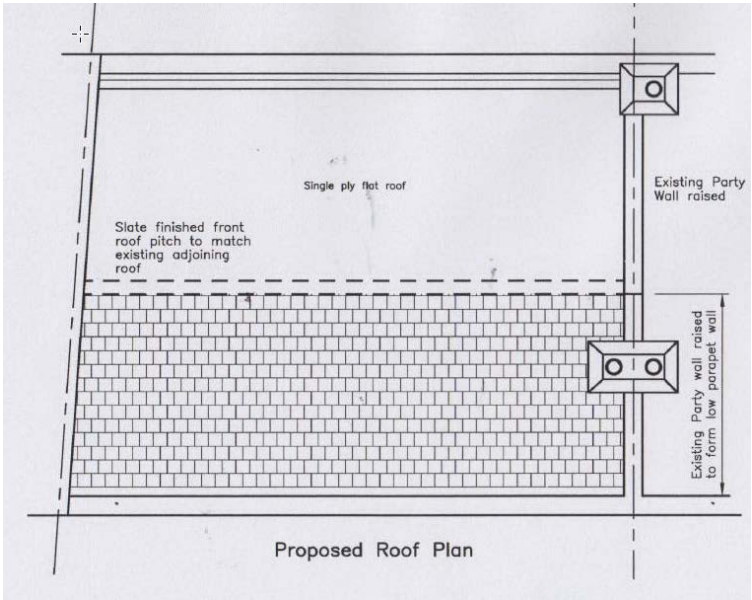 Single ply flat roof
Existing Party
Wall raised
Slate finished front
roof pitch to match
existing adjoining
roof
Existing Party wall raised
to form low parapet wall
Proposed Roof Plan